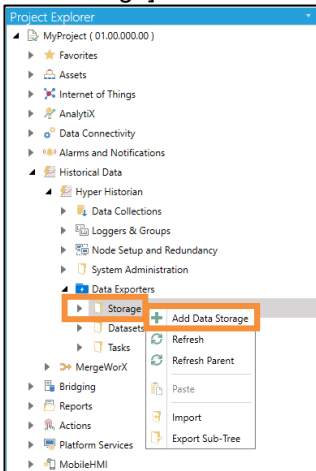 Project Explorer
MyProject ( 01.00.000.00 )
Favorites
Assets
Internet of Things
AnalytiX
Data Connectivity
Alarms and Notifications
Historical Data
Hyper Historian
Data Collections
Loggers & Groups
Node Setup and Redundancy
System Administration
Data Exporters
Storage
Add Data Storage
Datasets
Refresh
Tasks
Refresh Parent
MergeWorX
Bridging
Paste
Reports
Import
Actions
Export Sub-Tree
Platform Services
MobileHMI